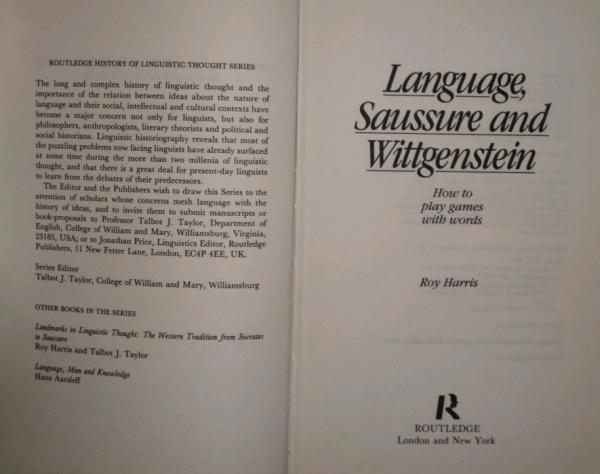 ROUTLEDGE HISTORY OF LINGUISTIC THOUGHT SERIES
The long and complex history of linguistic thought and the
importance of the relation between ideas about the nature of
language and their social, intellectual and cultural contexts have
become a major concern not only for linguists, but also for
philosophers, anthropologists, literary theorists and political and
social historians. Linguistic historiography reveals that most of
the puzzling problems now facing linguists have already surfaced
at some time during the more than two millenia of linguistic
thought, and that there is a great deal for present-day linguists
to learn from the debates of their predecessors.
The Editor and the Publishers wish to draw this Series to the
attention of scholars whose concerns mesh language with the
history of ideas, and to invite them to submit manuscripts or
book-proposals to Professor Talbot J. Taylor, Department of
English, College of William and Mary, Williamsburg, Virginia,
23185, USA; or to Jonathan Price, Linguistics Editor, Routledge
Publishers, 11 New Fetter Lane, London, EC4P 4EE, UK.
Series Editor
Talbot J. Taylor, College of William and Mary, Williamsburg
OTHER BOOKS IN THE SERIES
Landmarks in Linguistic Thought: The Western Tradition from Socrates
to Saussure
Roy Harris and Talbot J. Taylor
Language, Man and Knowledge
Hans Aarsleff
Language,
Saussure and
Wittgenstein
How to
play games
with words
Roy Harris
R
ROUTLEDGE
London and New York